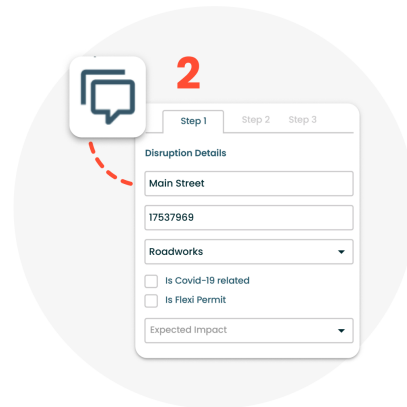 2
Step 1 Step 2 Step 3
Disruption Details
Main Street
17537969
Roadworks
Is Covid-19 related
Is Flexi Permit
Expected Impact